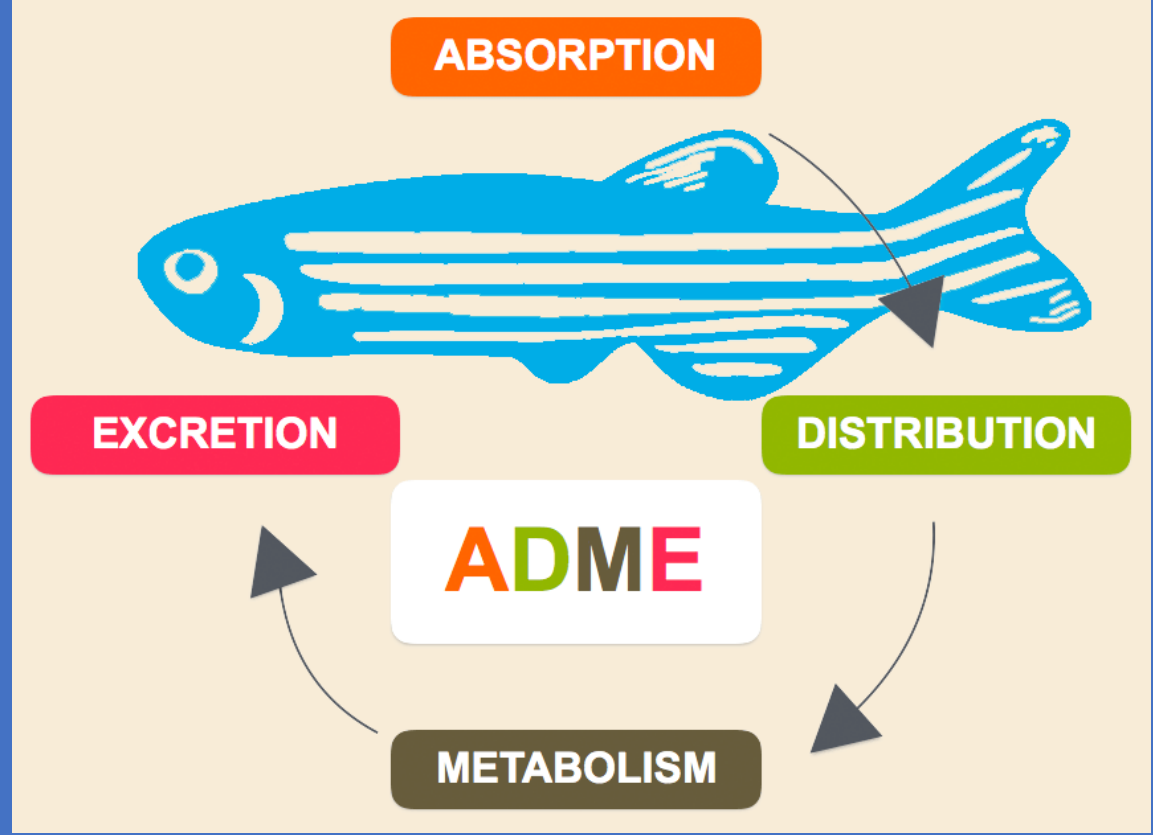 ABSORPTION
EXCRETION
DISTRIBUTION
ADME
METABOLISM